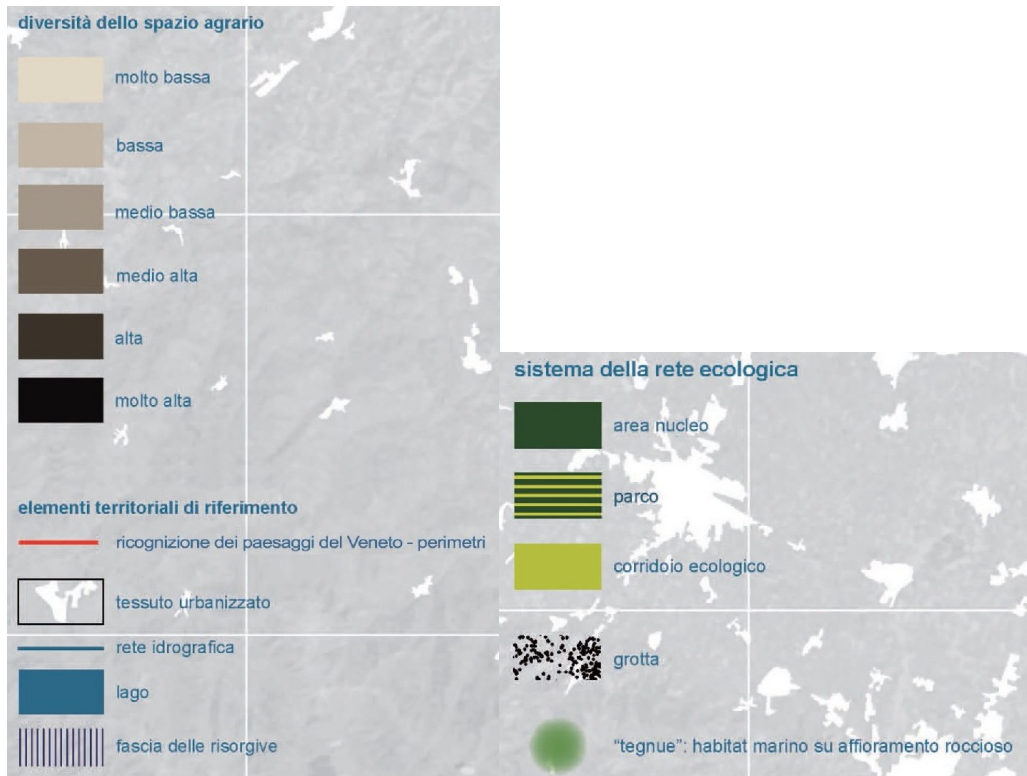 diversità dello spazio agrario
molto bassa
bassa
medio bassa
medio alta
alta
molto alta
elementi territoriali di riferimento
ricognizione dei paesaggi del Veneto - perimetri
tessuto urbanizzato
rete idrografica
lago
fascia delle risorgive
sistema della rete ecologica
area nucleo
parco
corridoio ecologico
grotta
"tegnue": habitat marino su affioramento roccioso